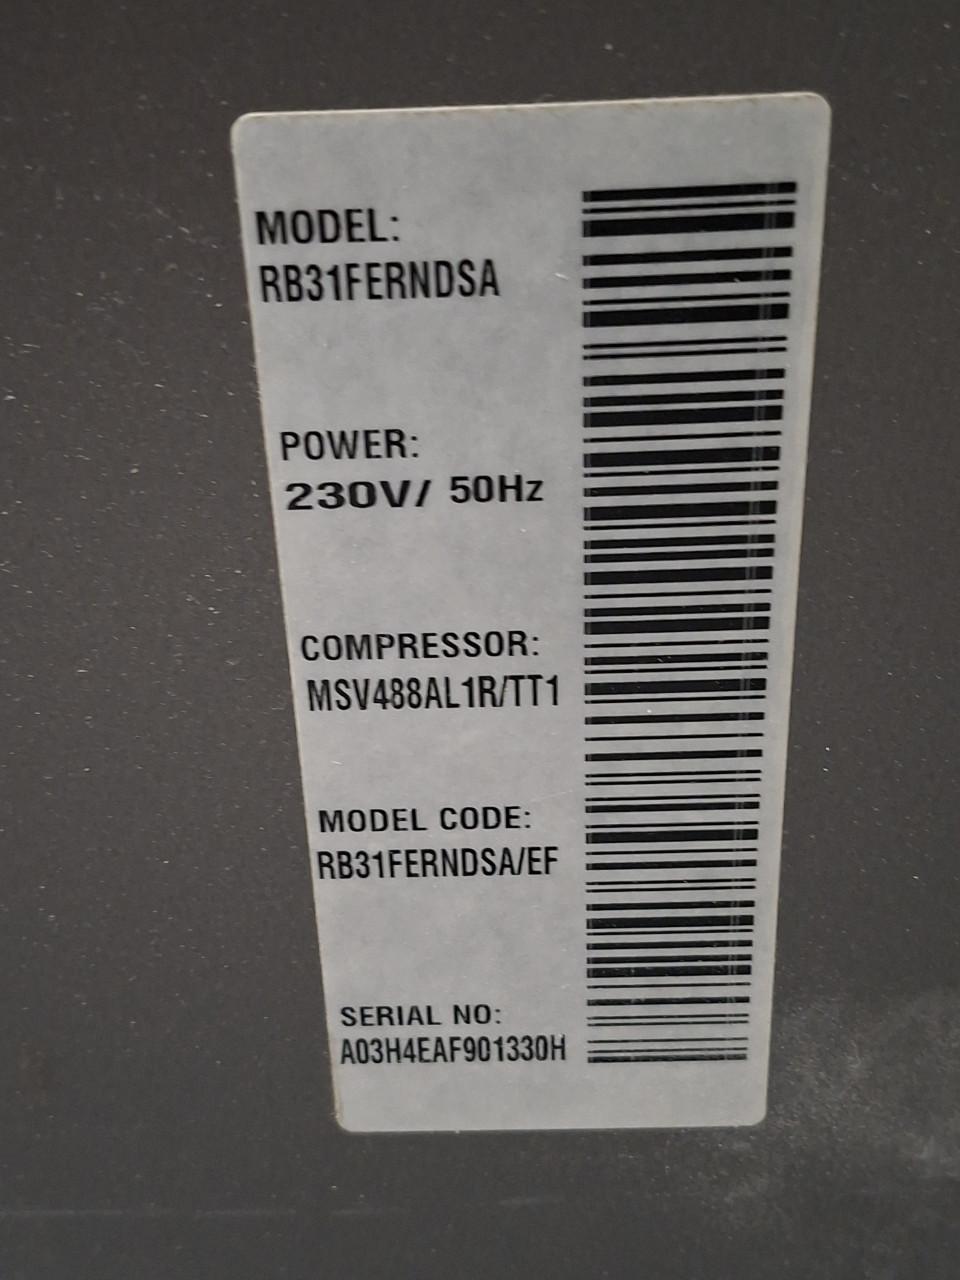 MODEL:
RB31FERNDSA
POWER:
230V/ 50Hz
COMPRESSOR:
MSV488AL1R/TT1
MODEL CODE:
RB31FERNDSA/EF
SERIAL NO:
A03H4EAF901330H